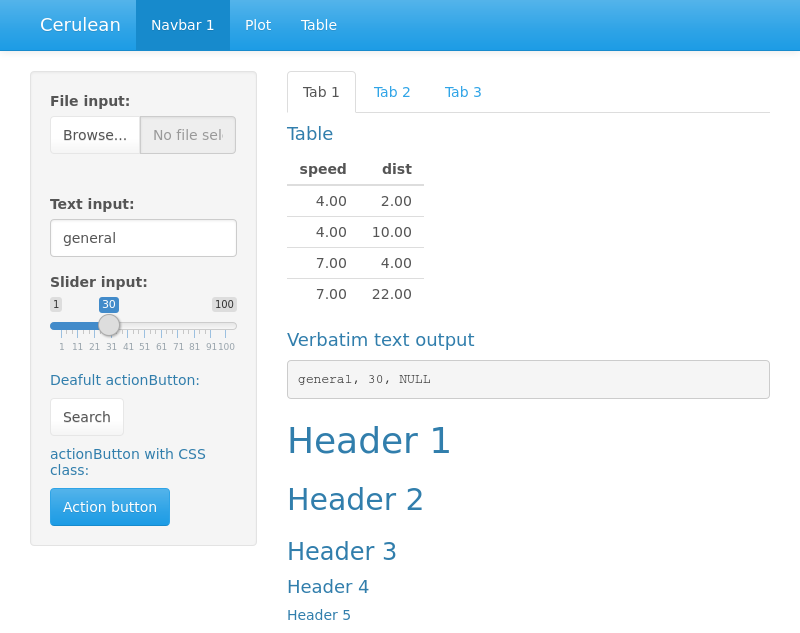 Cerulean Navbar 1 Plot Table
File input:
Browse... No file sel
Text input:
general
Slider input:
1 30 100
1 11 21 31 41 51 61 71 81 91 100
Deafult actionButton:
Search
actionButton with CSS
class:
Action button
Tab 1 Tab 2 Tab 3
Table
speed dist
4.00 2.00
4.00 10.00
7.00 4.00
7.00 22.00
Verbatim text output
general, 30, NULL
Header 1
Header 2
Header 3
Header 4
Header 5